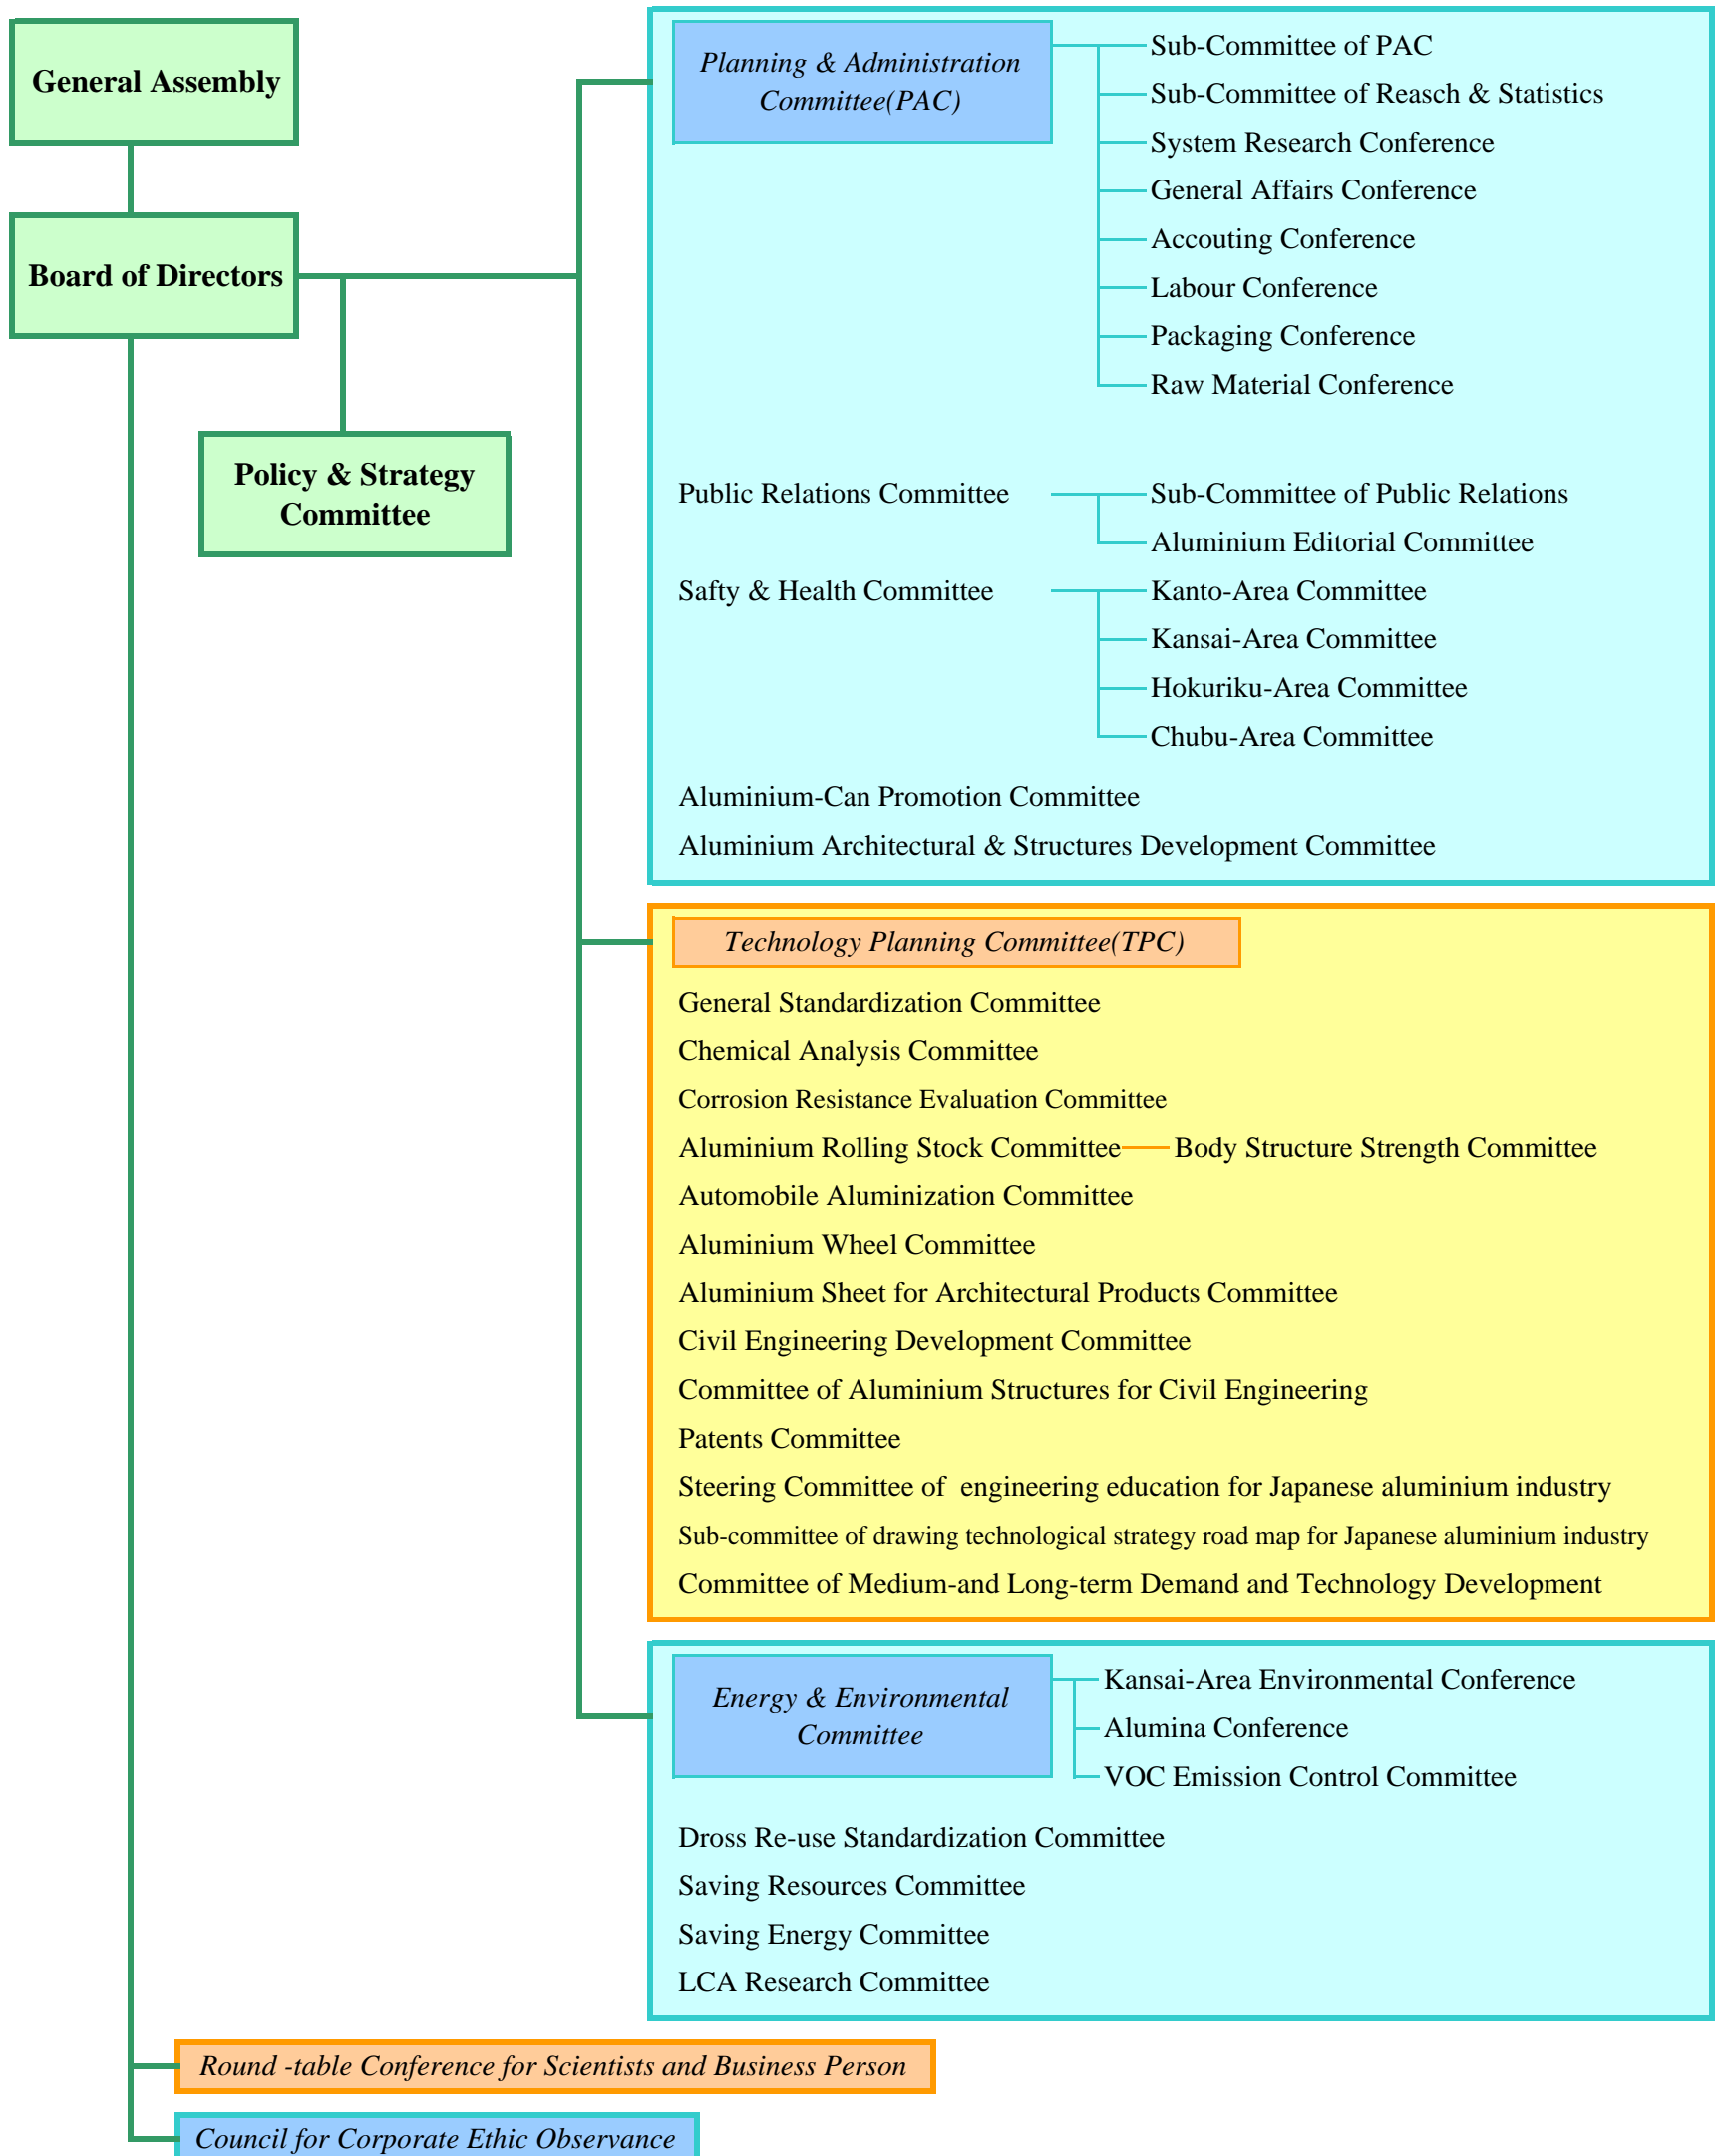 General Assembly
Board of Directors
Policy & Strategy
Committee
Planning & Administration
Committee(PAC)
Sub-Committee of PAC
Sub-Committee of Reasch & Statistics
System Research Conference
General Affairs Conference
Accouting Conference
Labour Conference
Packaging Conference
Raw Material Conference
Public Relations Committee
Sub-Committee of Public Relations
Aluminium Editorial Committee
Safty & Health Committee
Kanto-Area Committee
Kansai-Area Committee
Hokuriku-Area Committee
Chubu-Area Committee
Aluminium-Can Promotion Committee
Aluminium Architectural & Structures Development Committee
Technology Planning Committee(TPC)
General Standardization Committee
Chemical Analysis Committee
Corrosion Resistance Evaluation Committee
Aluminium Rolling Stock Committee
Body Structure Strength Committee
Automobile Aluminization Committee
Aluminium Wheel Committee
Aluminium Sheet for Architectural Products Committee
Civil Engineering Development Committee
Committee of Aluminium Structures for Civil Engineering
Patents Committee
Steering Committee of  engineering education for Japanese aluminium industry
Sub-committee of drawing technological strategy road map for Japanese aluminium industry
Committee of Medium-and Long-term Demand and Technology Development
Energy & Environmental
Committee
Kansai-Area Environmental Conference
Alumina Conference
VOC Emission Control Committee
Dross Re-use Standardization Committee
Saving Resources Committee
Saving Energy Committee
LCA Research Committee
Round -table Conference for Scientists and Business Person
Council for Corporate Ethic Observance